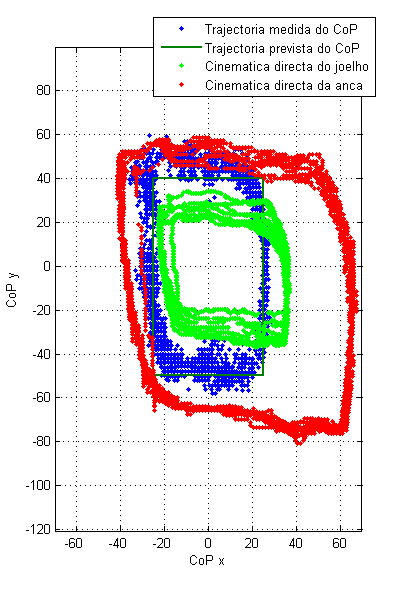 Trajectoria medida do CoP
Trajectoria prevista do CoP
Cinematica directa do joelho
Cinematica directa da anca
80
60
40
20
0
-20
-40
-60
-80
-100
-120
CoP y
-60 -40 -20 0 20 40 60
CoP x